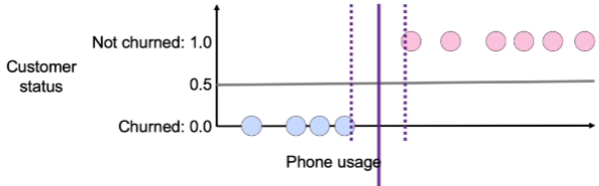 Not churned: 1.0
Customer
status
0.5
Churned: 0.0
Phone usage